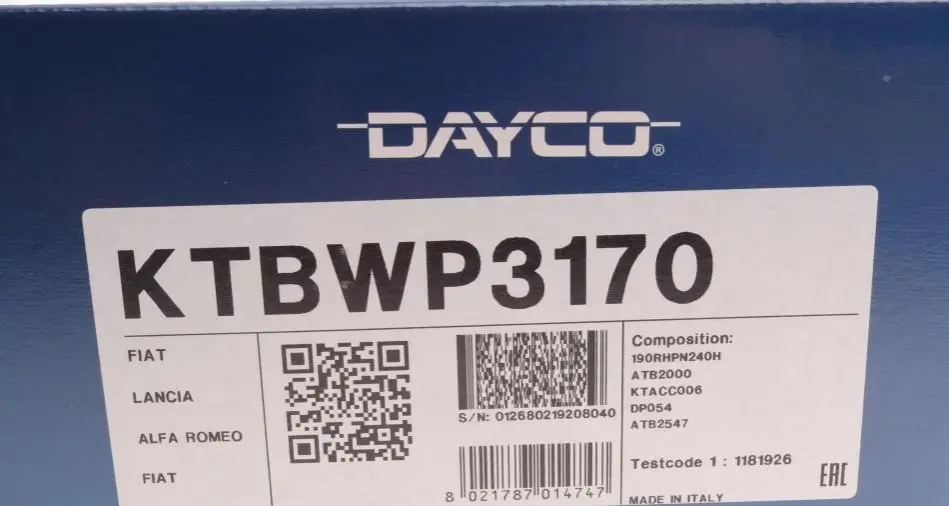 DAYCO®
KTBWP3170
FIAT
LANCIA
ALFA ROMEO
FIAT
S/N: 012680219208040
8 021787 014747
Composition:
190RHPN240H
ATB2000
KTACC006
DP054
ATB2547
Testcode 1 : 1181926
MADE IN ITALY
EAC